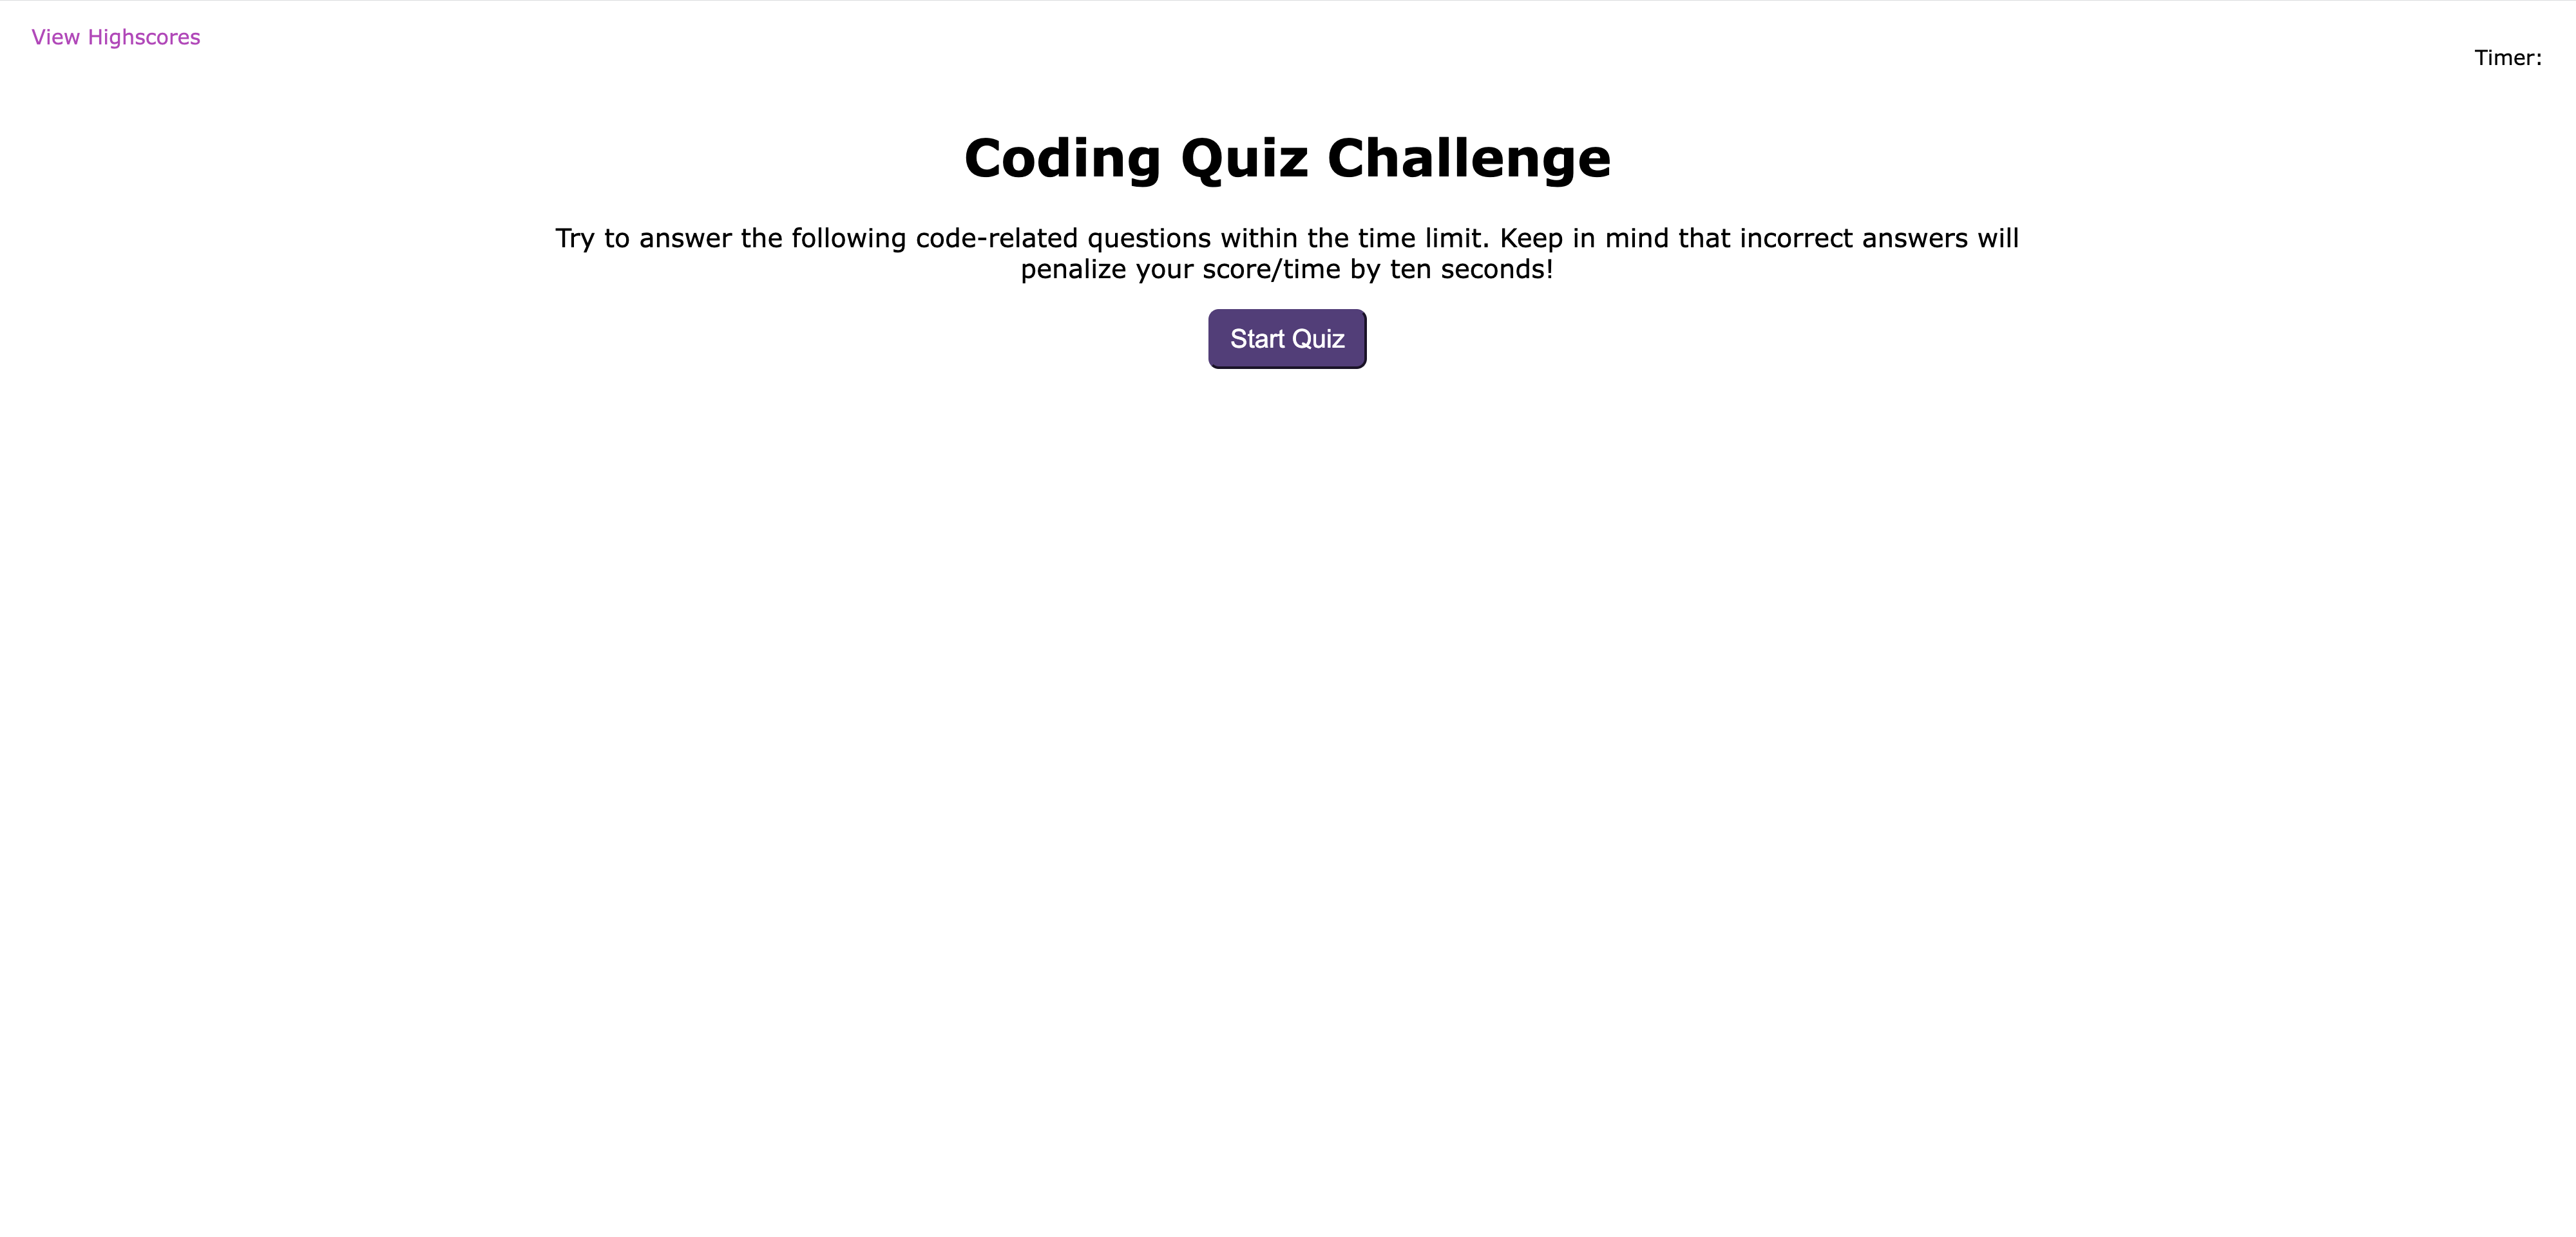 View Highscores
Timer:
Coding Quiz Challenge
Try to answer the following code-related questions within the time limit. Keep in mind that incorrect answers will
penalize your score/time by ten seconds!
Start Quiz